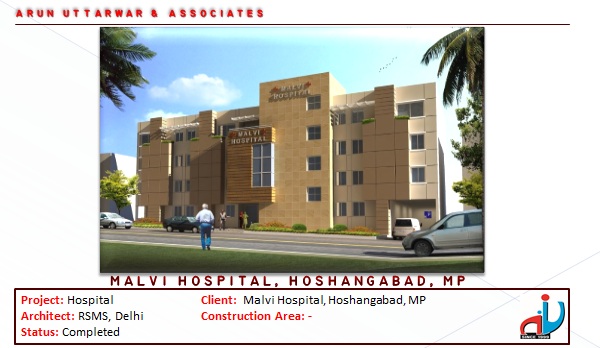 ARUN UTTARWAR & ASSOCIATES
MALVI
HOSPITAL
MALVI
HOSPITAL
MALVI HOSPITAL, HOSHANGABAD, MP
Project: Hospital
Client: Malvi Hospital, Hoshangabad, MP
Architect: RSMS, Delhi
Construction Area: -
Status: Completed